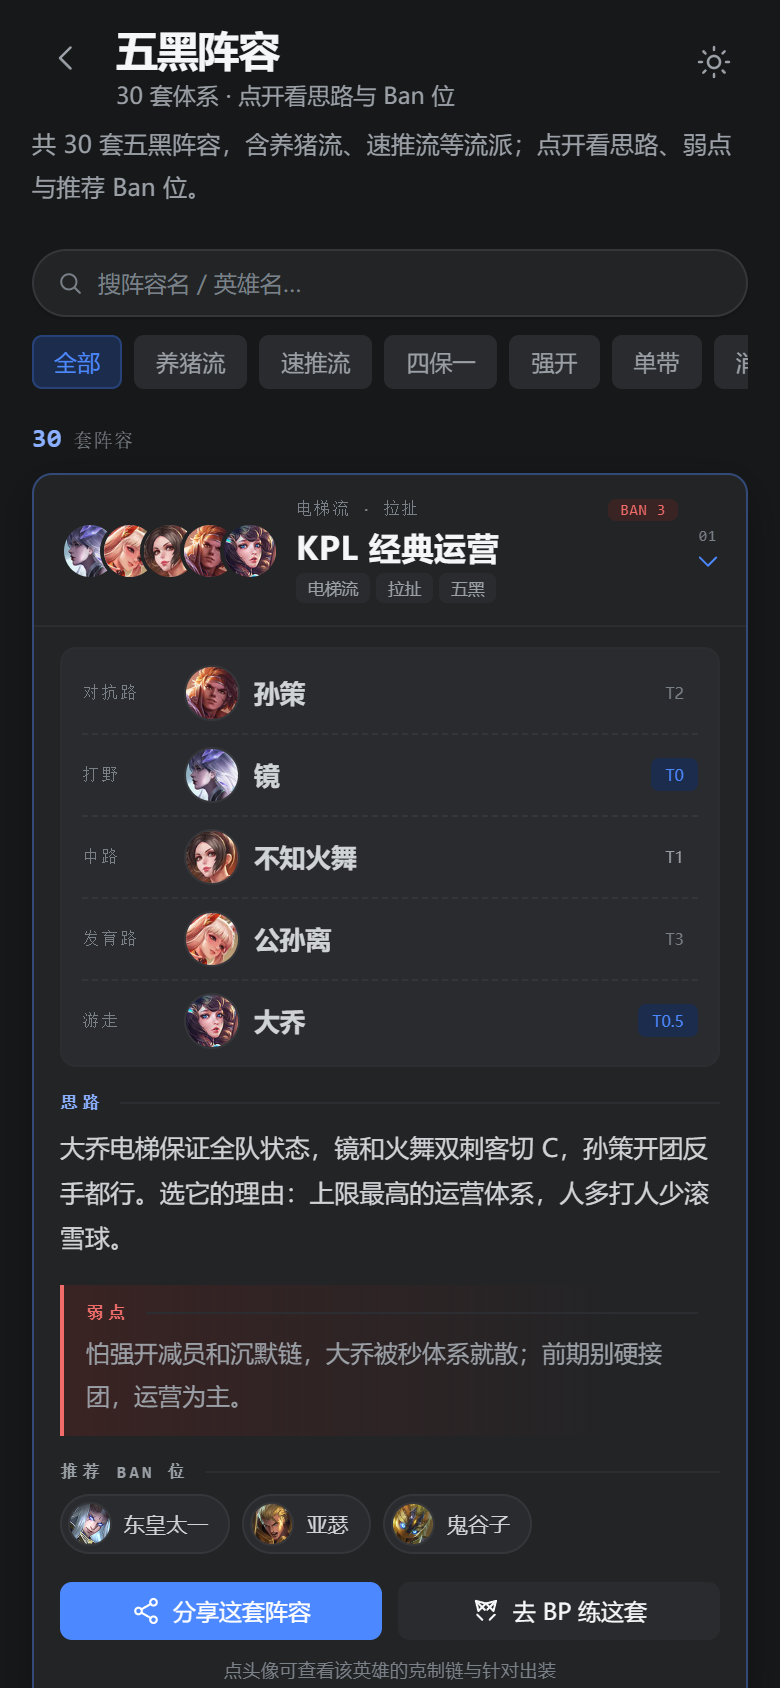 五黑阵容
30 套体系 · 点开看思路与 Ban 位
共 30 套五黑阵容，含养猪流、速推流等流派；点开看思路、弱点
与推荐 Ban 位。
搜阵容名 / 英雄名...
全部 养猪流 速推流 四保一 强开 单带
30 套阵容
电梯流 · 拉扯
BAN 3
01
KPL 经典运营
电梯流 拉扯 五黑
对抗路 孙策 T2
打野 镜 T0
中路 不知火舞 T1
发育路 公孙离 T3
游走 大乔 T0.5
思路
大乔电梯保证全队状态，镜和火舞双刺客切 C，孙策开团反
手都行。选它的理由：上限最高的运营体系，人多打人少滚
雪球。
弱点
怕强开减员和沉默链，大乔被秒体系就散；前期别硬接
团，运营为主。
推荐 BAN 位
东皇太一 亚瑟 鬼谷子
分享这套阵容 去 BP 练这套
点头像可查看该英雄的克制链与针对出装